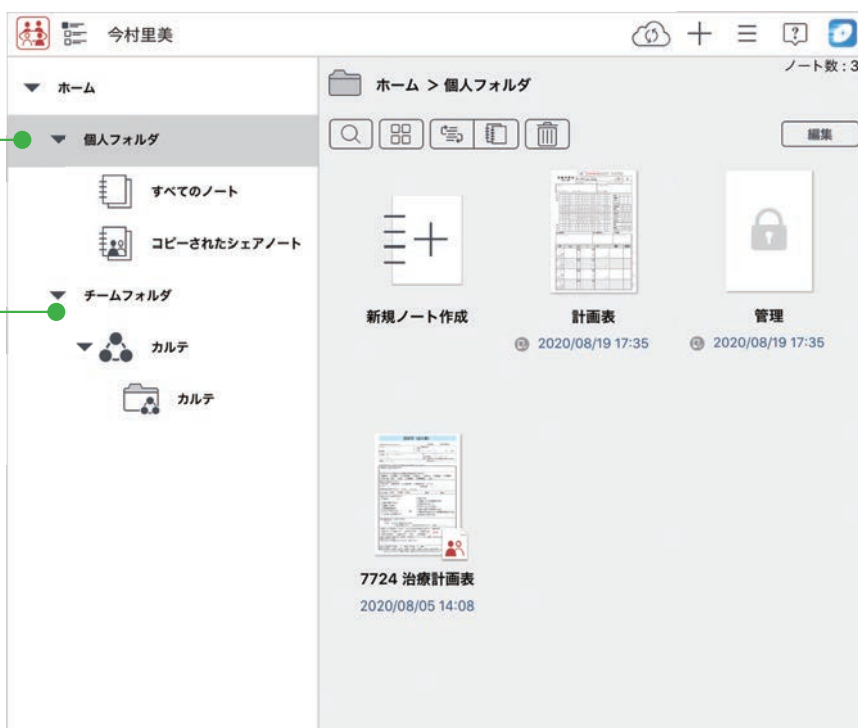 今村里美
ノート数 : 3
ホーム
ホーム > 個人フォルダ
個人フォルダ
編集
すべてのノート
コピーされたシェアノート
チームフォルダ
カルテ
カルテ
新規ノート作成
計画表
2020/08/19 17:35
管理
2020/08/19 17:35
7724 治療計画表
2020/08/05 14:08